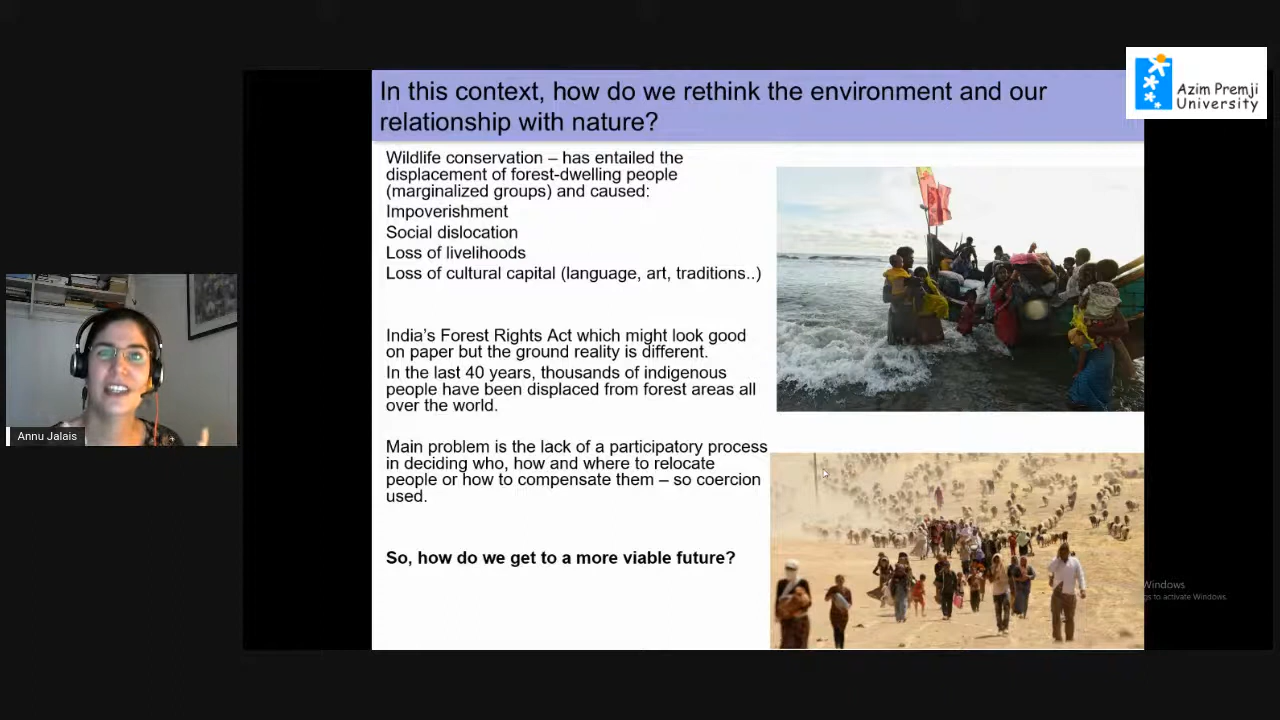 In this context, how do we rethink the environment and our
relationship with nature?
Azim Premji
University
Wildlife conservation – has entailed the
displacement of forest-dwelling people
(marginalized groups) and caused:
Impoverishment
Social dislocation
Loss of livelihoods
Loss of cultural capital (language, art, traditions..)
India's Forest Rights Act which might look good
on paper but the ground reality is different.
In the last 40 years, thousands of indigenous
people have been displaced from forest areas all
over the world.
Main problem is the lack of a participatory process
in deciding who, how and where to relocate
people or how to compensate them – so coercion
used.
So, how do we get to a more viable future?
Annu Jalais
Windows
gs to activate Windows.